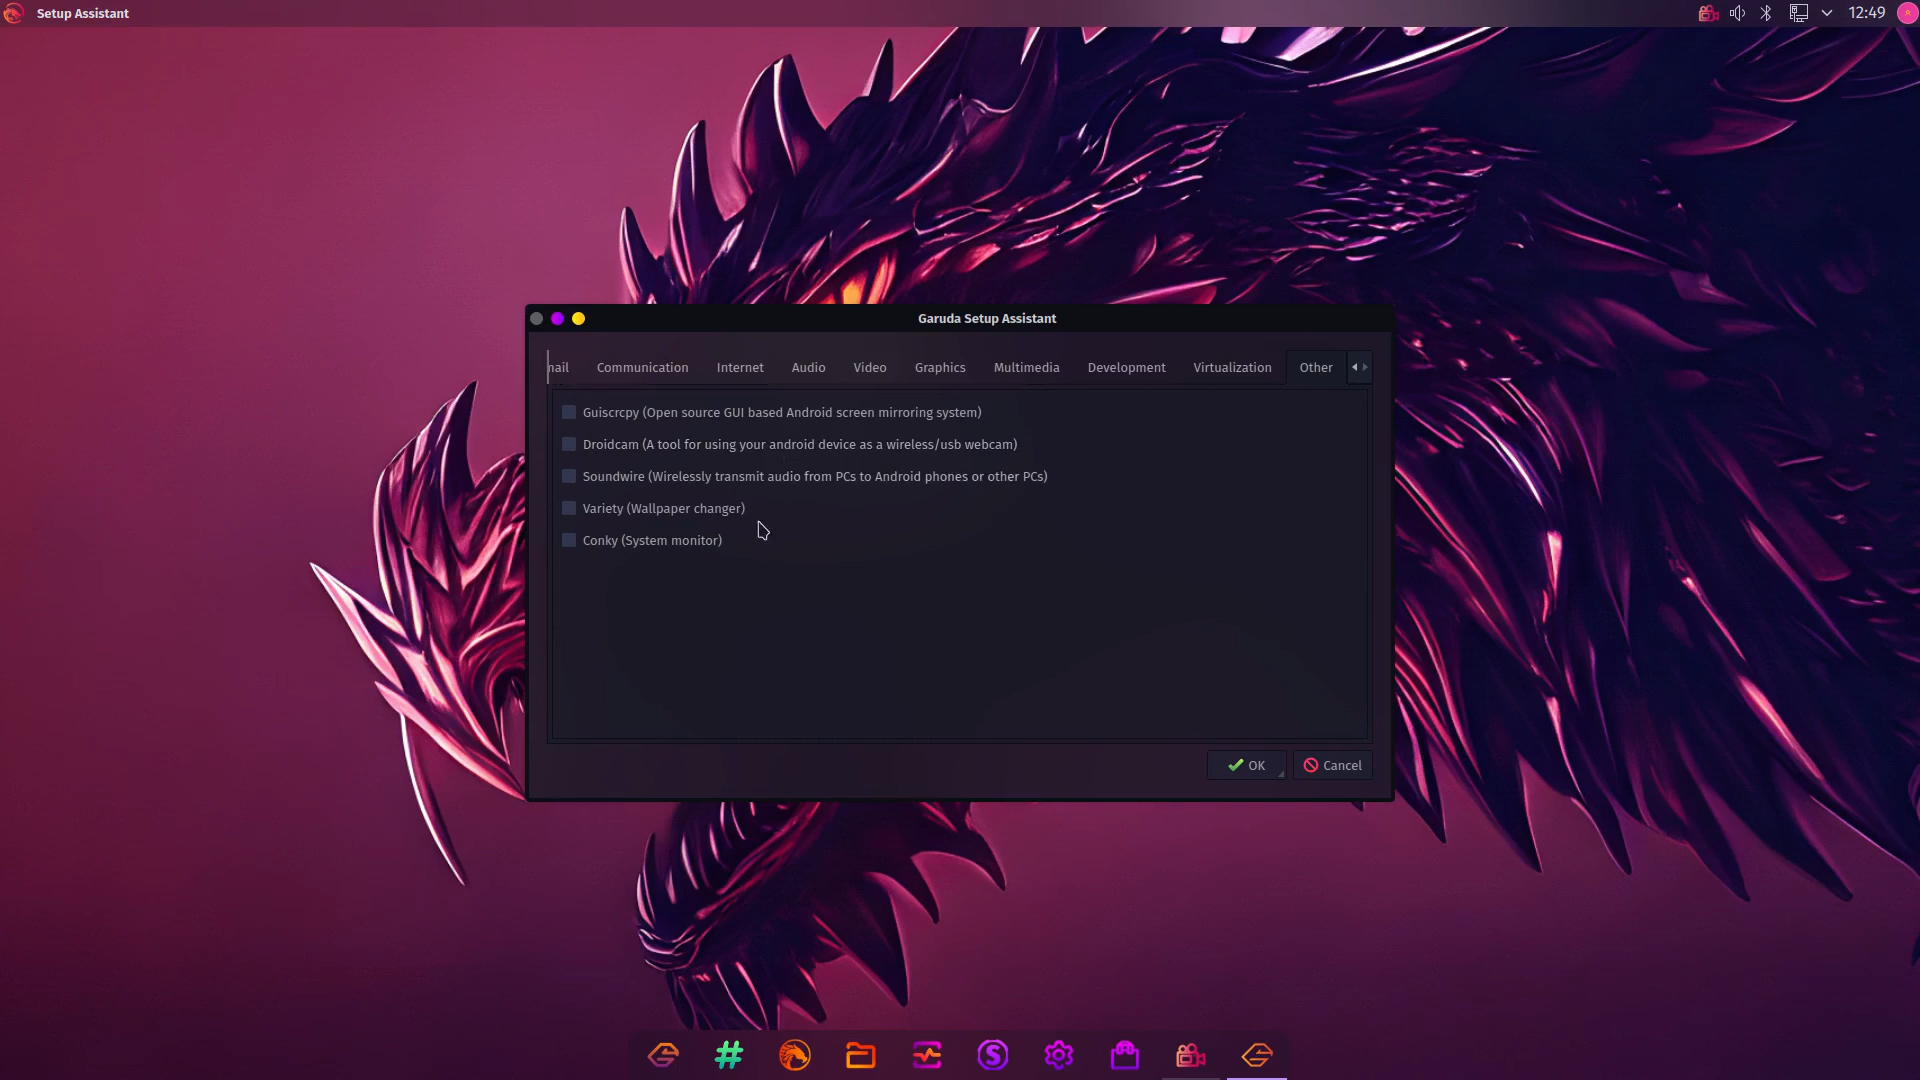 Setup Assistant
12:49
Garuda Setup Assistant
Communication Internet Audio Video Graphics Multimedia Development Virtualization Other
Guiscrcpy (Open source GUI based Android screen mirroring system)
Droidcam (A tool for using your android device as a wireless/usb webcam)
Soundwire (Wirelessly transmit audio from PCs to Android phones or other PCs)
Variety (Wallpaper changer)
Conky (System monitor)
OK Cancel